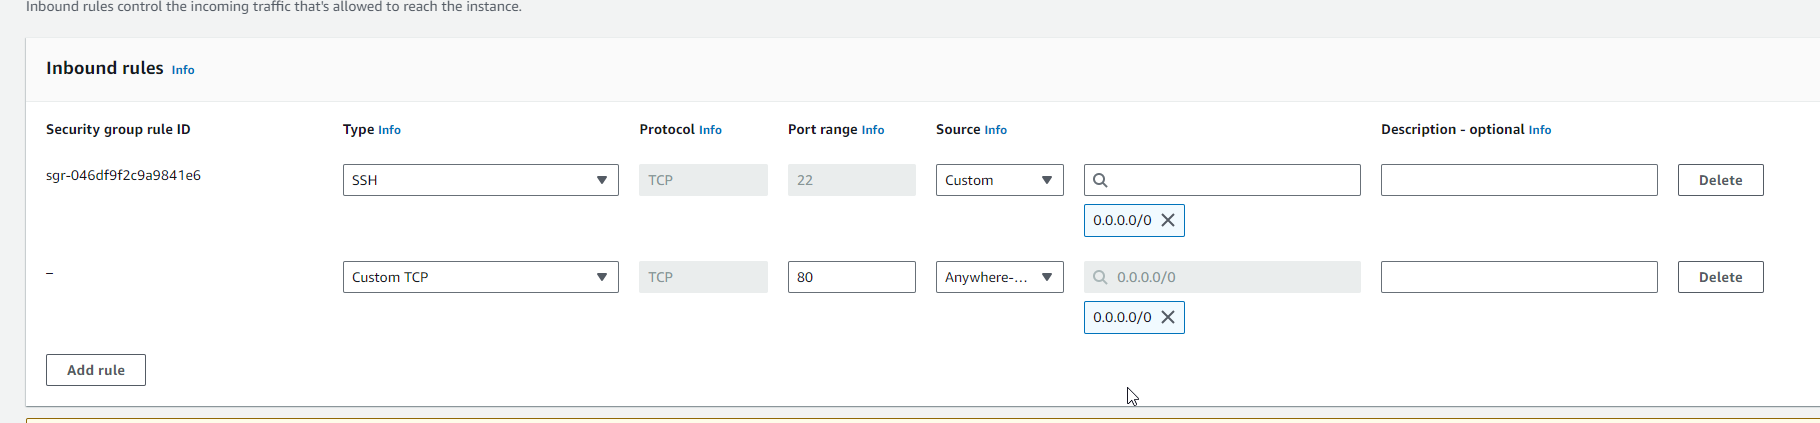 Inbound rules control the incoming traffic that's allowed to reach the instance.
Inbound rules Info
Security group rule ID Type Info Protocol Info Port range Info Source Info Description - optional Info
sgr-046df9f2c9a9841e6 SSH TCP 22 Custom Delete
0.0.0.0/0
– Custom TCP TCP 80 Anywhere-... 0.0.0.0/0 Delete
0.0.0.0/0
Add rule